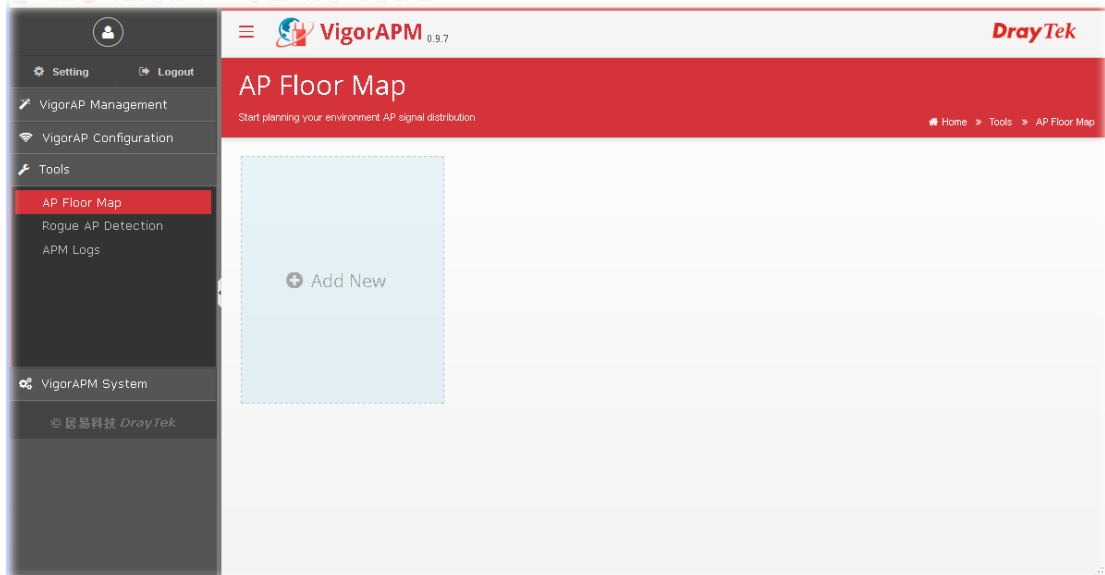 VigorAPM 0.9.7
DrayTek
Setting
Logout
VigorAP Management
VigorAP Configuration
Tools
AP Floor Map
Rogue AP Detection
APM Logs
VigorAPM System
© 居易科技 DrayTek
AP Floor Map
Start planning your environment AP signal distribution
Home » Tools » AP Floor Map
Add New